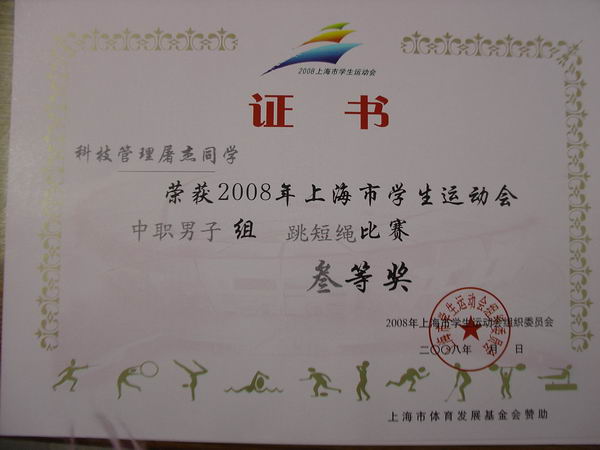 2008上海市学生运动会
证 书
科技管理屠杰同学
荣获2008年上海市学生运动会
中职男子 组 跳短绳比赛
叁等奖
2008年上海市学生运动会组织委员会
二〇〇八年 月 日
上海市体育发展基金会赞助